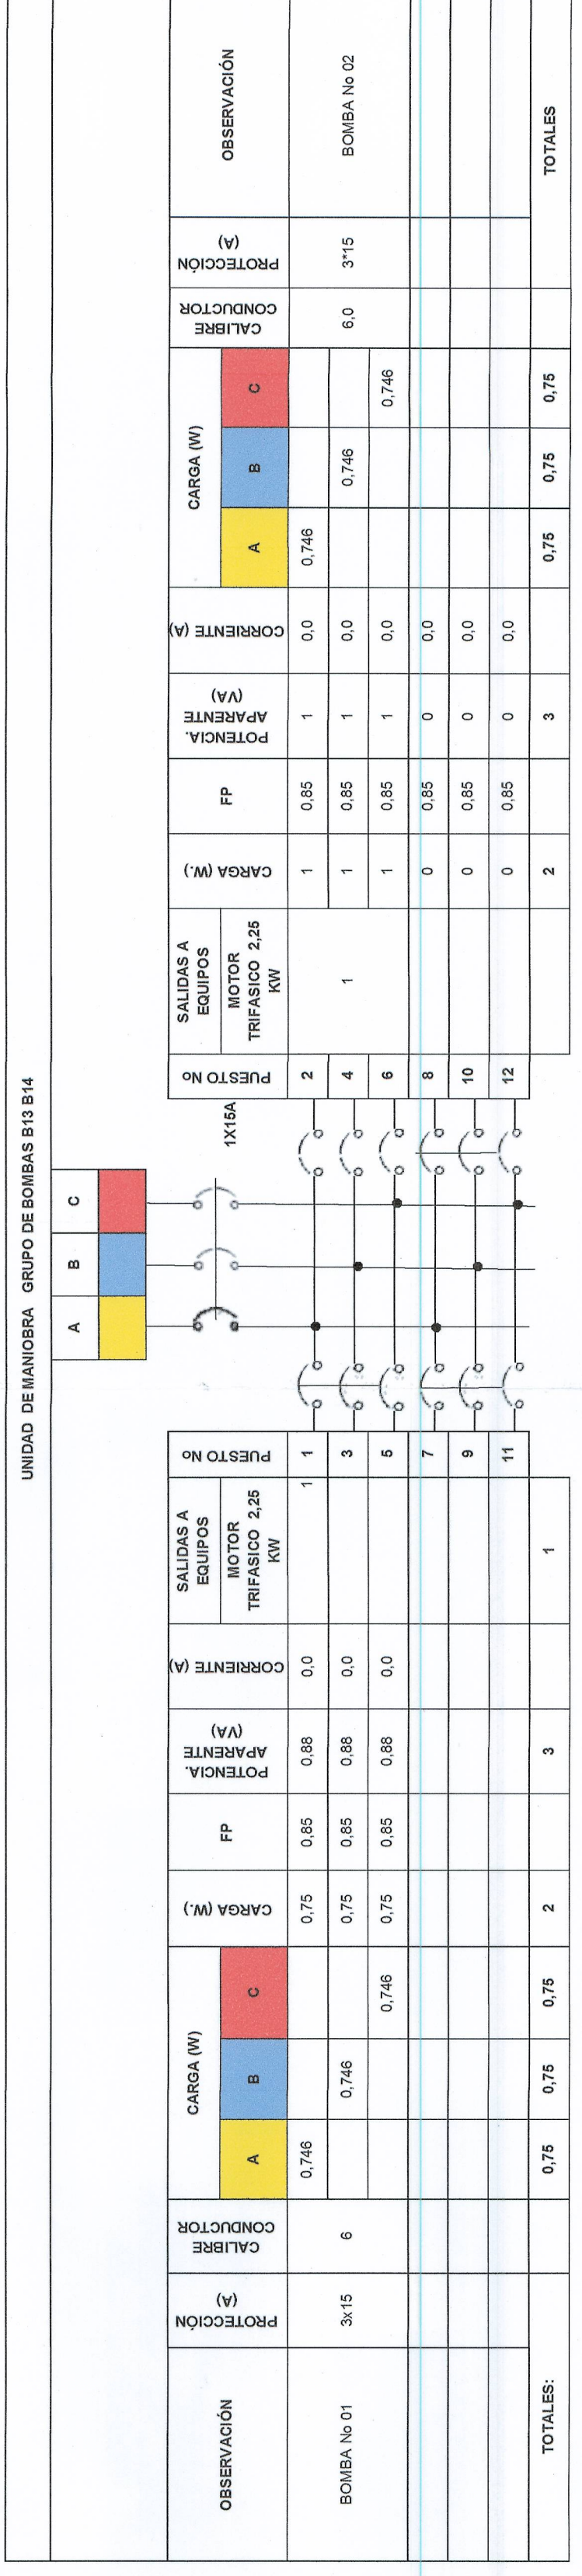 UNIDAD DE MANIOBRA GRUPO DE BOMBAS B13 B14
A B C
1X15A
OBSERVACIÓN
PROTECCIÓN (A)
CALIBRE CONDUCTOR
CARGA (W)
A B C
CARGA (W.)
FP
POTENCIA. APARENTE (VA)
CORRIENTE (A)
SALIDAS A EQUIPOS
MOTOR TRIFASICO 2,25 KW
PUESTO No
BOMBA No 01
3x15
6
0,746 0,75 0,85 0,88 0,0 1 1
0,746 0,75 0,85 0,88 0,0 3
0,746 0,75 0,85 0,88 0,0 5
7
9
11
TOTALES: 0,75 0,75 0,75 2 3 1
PUESTO No
SALIDAS A EQUIPOS
MOTOR TRIFASICO 2,25 KW
CARGA (W.)
FP
POTENCIA. APARENTE (VA)
CORRIENTE (A)
CARGA (W)
A B C
CALIBRE CONDUCTOR
PROTECCIÓN (A)
OBSERVACIÓN
2 1 0,85 1 0,0 0,746
4 1 1 0,85 1 0,0 0,746 6,0 3*15 BOMBA No 02
6 1 0,85 1 0,0 0,746
8 0 0,85 0 0,0
10 0 0,85 0 0,0
12 0 0,85 0 0,0
2 3 0,75 0,75 0,75 TOTALES